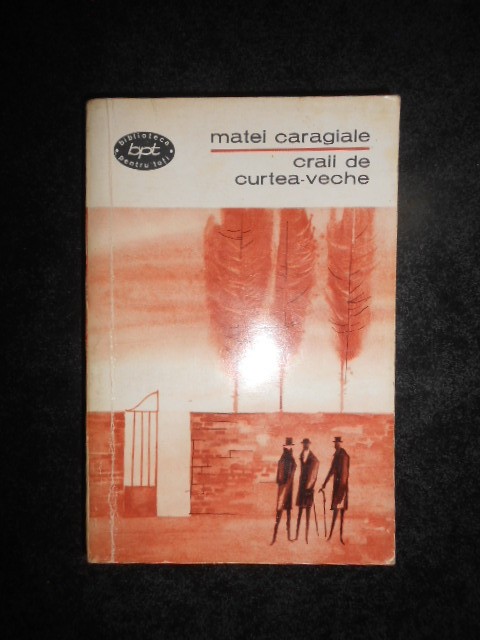 biblioteca
bpt
pentru toți
matei caragiale
craii de
curtea-veche